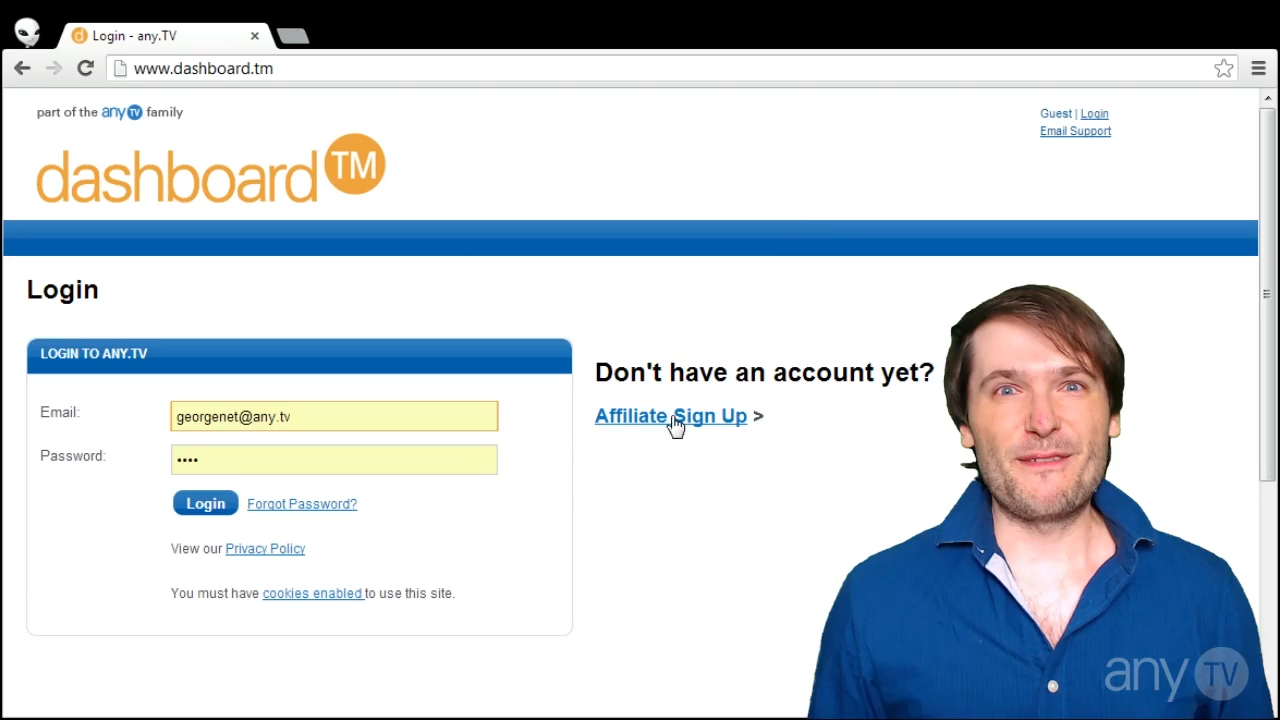 Login - any.TV
www.dashboard.tm
part of the anyTV family
Guest | Login
Email Support
dashboard TM
Login
LOGIN TO ANY.TV
Don't have an account yet?
Email:
georgenet@any.tv
Affiliate Sign Up >
Password:
••••
Login Forgot Password?
View our Privacy Policy
You must have cookies enabled to use this site.
any TV